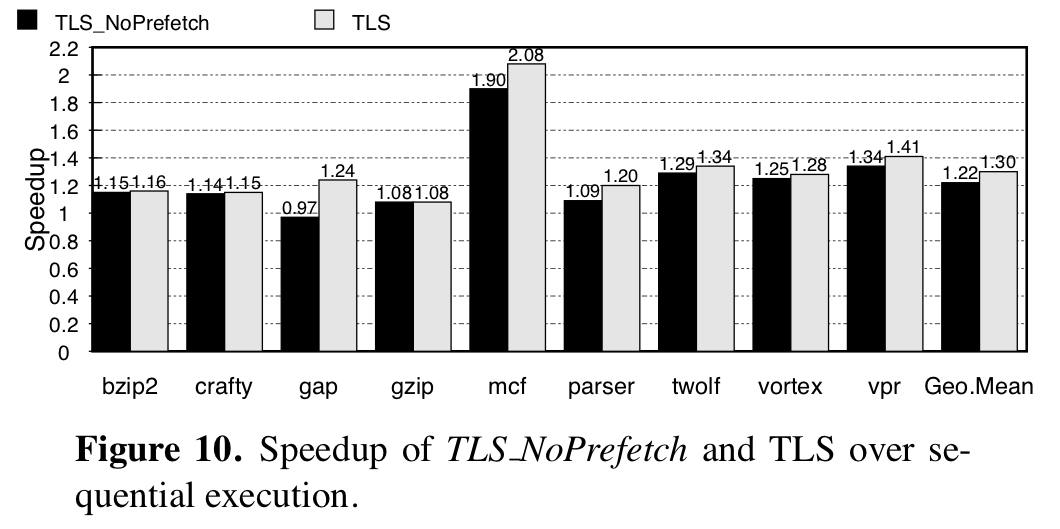 TLS_NoPrefetch TLS
2.2
2
1.8
1.6
1.4
1.2
1
0.8
0.6
0.4
0.2
0
Speedup
1.15 1.16 1.14 1.15 0.97 1.24 1.08 1.08 1.90 2.08 1.09 1.20 1.29 1.34 1.25 1.28 1.34 1.41 1.22 1.30
bzip2 crafty gap gzip mcf parser twolf vortex vpr Geo.Mean
Figure 10. Speedup of TLS_NoPrefetch and TLS over se-
quential execution.